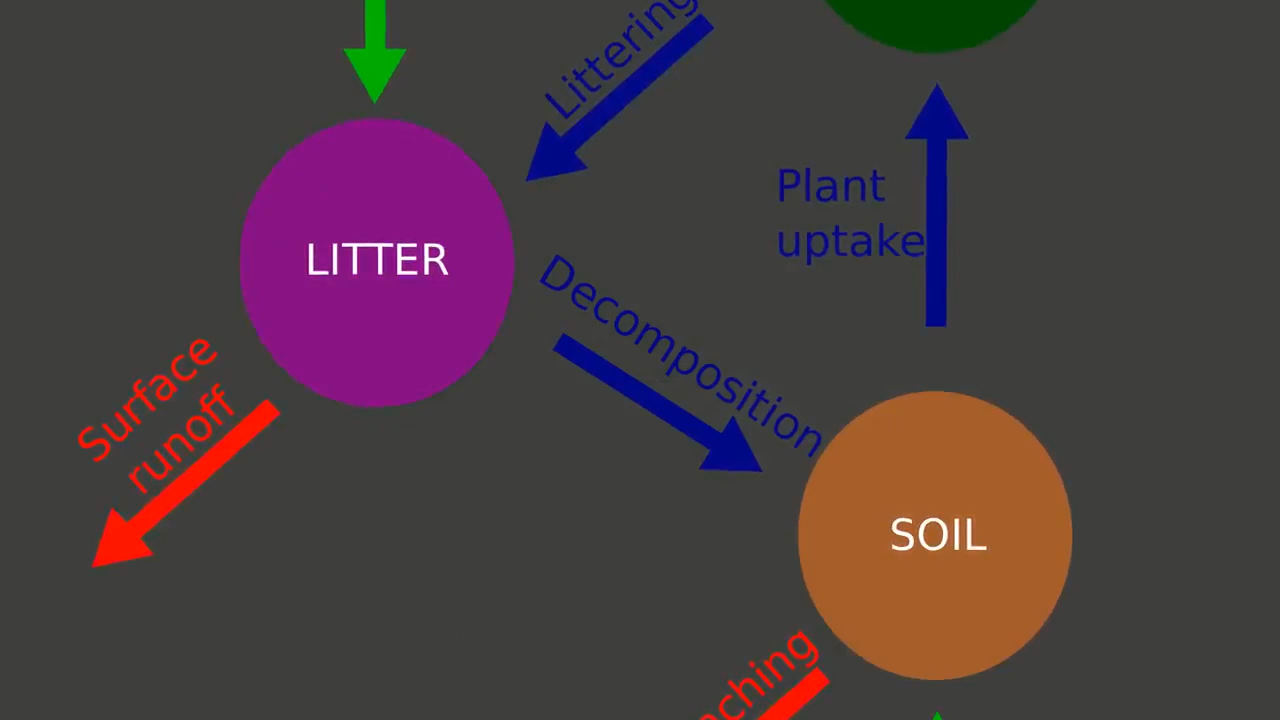 Littering
Plant
uptake
LITTER
Decomposition
Surface
runoff
SOIL